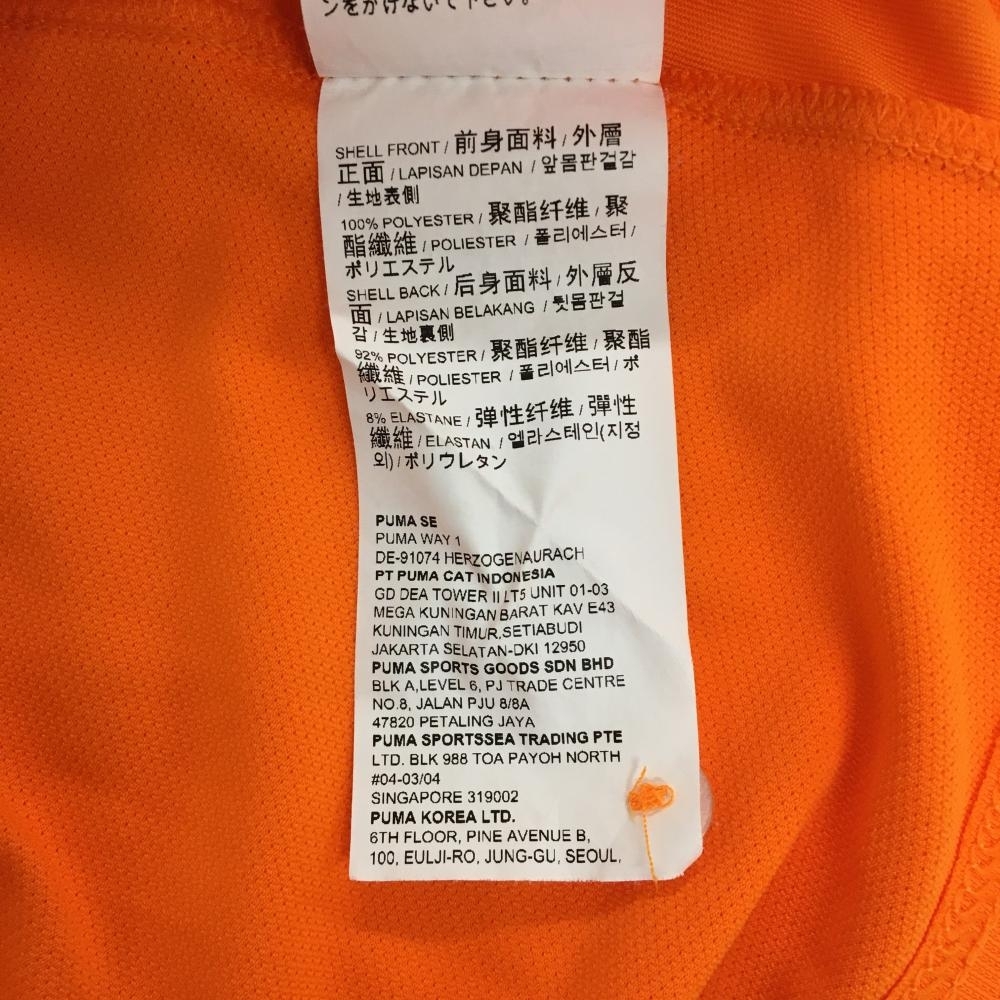 ンをかけないで下さい。
SHELL FRONT / 前身面料 / 外層
正面 / LAPISAN DEPAN / 앞몸판겉감
/ 生地表側
100% POLYESTER / 聚酯纤维 / 聚
酯纖維 / POLIESTER / 폴리에스터 /
ポリエステル
SHELL BACK / 后身面料 / 外層反
面 / LAPISAN BELAKANG / 뒷몸판겉
감 / 生地裏側
92% POLYESTER / 聚酯纤维 / 聚酯
纖維 / POLIESTER / 폴리에스터 / ポ
リエステル
8% ELASTANE / 弹性纤维 / 彈性
纖維 / ELASTAN / 엘라스테인(지정
외) / ポリウレタン
PUMA SE
PUMA WAY 1
DE-91074 HERZOGENAURACH
PT PUMA CAT INDONESIA
GD DEA TOWER II LT5 UNIT 01-03
MEGA KUNINGAN BARAT KAV E43
KUNINGAN TIMUR,SETIABUDI
JAKARTA SELATAN-DKI 12950
PUMA SPORTS GOODS SDN BHD
BLK A,LEVEL 6, PJ TRADE CENTRE
NO.8, JALAN PJU 8/8A
47820 PETALING JAYA
PUMA SPORTSSEA TRADING PTE
LTD. BLK 988 TOA PAYOH NORTH
#04-03/04
SINGAPORE 319002
PUMA KOREA LTD.
6TH FLOOR, PINE AVENUE B,
100, EULJI-RO, JUNG-GU, SEOUL,